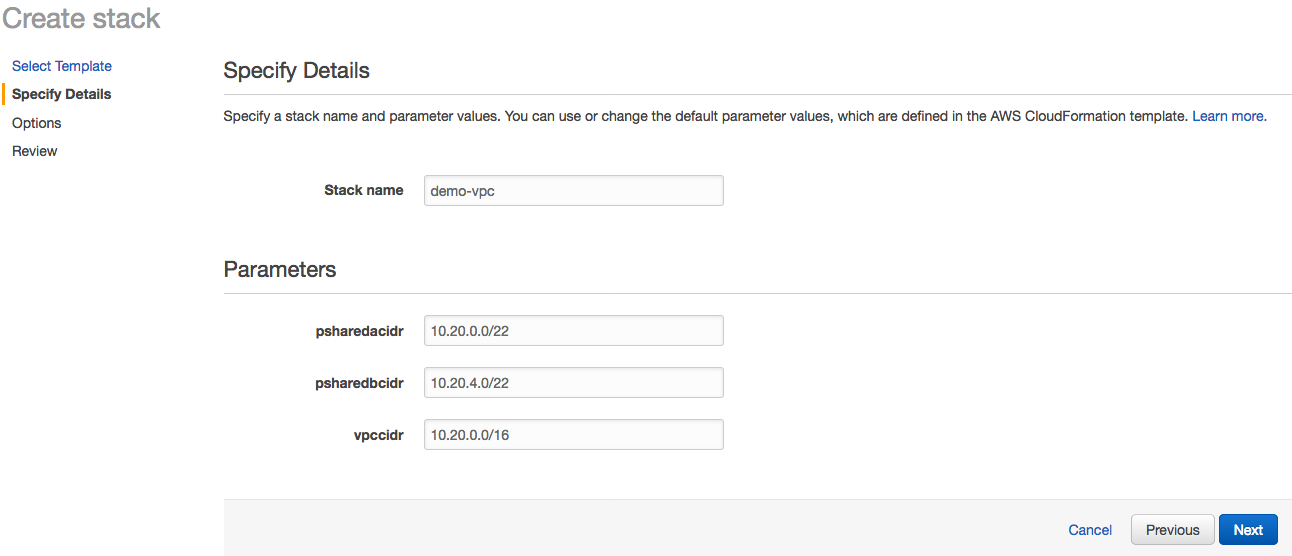 Create stack
Select Template
Specify Details
Options
Review
Specify Details
Specify a stack name and parameter values. You can use or change the default parameter values, which are defined in the AWS CloudFormation template. Learn more.
Stack name demo-vpc
Parameters
psharedacidr 10.20.0.0/22
psharedbcidr 10.20.4.0/22
vpccidr 10.20.0.0/16
Cancel Previous Next